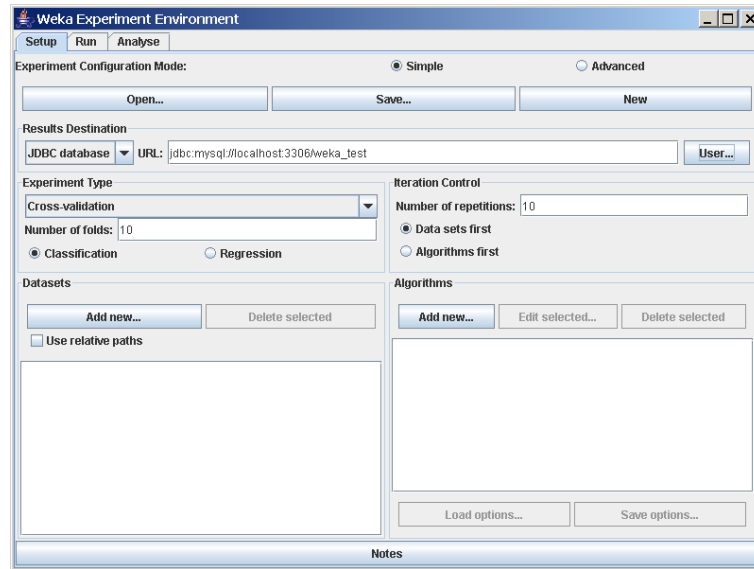 Weka Experiment Environment
Setup Run Analyse
Experiment Configuration Mode: Simple Advanced
Open... Save... New
Results Destination
JDBC database URL: jdbc:mysql://localhost:3306/weka_test User...
Experiment Type
Cross-validation
Number of folds: 10
Classification Regression
Iteration Control
Number of repetitions: 10
Data sets first
Algorithms first
Datasets
Add new... Delete selected
Use relative paths
Algorithms
Add new... Edit selected... Delete selected
Load options... Save options...
Notes